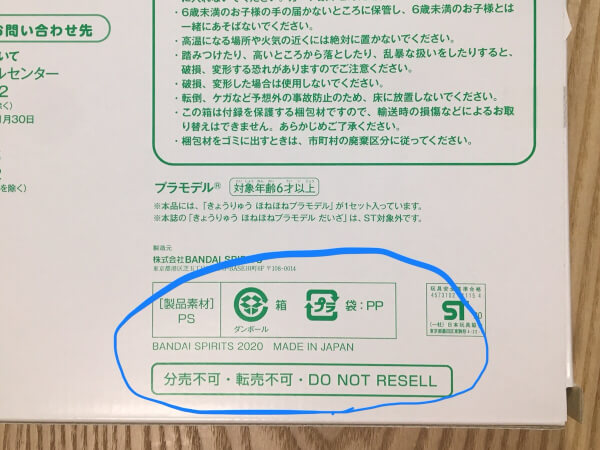 お問い合わせ先
いて
ルセンター
2
除く）
月30日
2
を除く）
・6歳未満のお子様の手の届かないところに保管し、6歳未満のお子様とは
一緒にあそばないでください。
・高温になる場所や火気の近くには絶対に置かないでください。
・踏みつけたり、高いところから落としたり、乱暴な扱いをしたりすると、
破損、変形する恐れがありますのでご注意ください。
・破損、変形した場合は使用しないでください。
・転倒、ケガなど予想外の事故防止のため、床に放置しないでください。
・この箱は付録を保護する梱包材ですので、輸送時の損傷などによるお取
り替えはできません。あらかじめご了承ください。
・梱包材をゴミに出すときは、市町村の廃棄区分に従ってください。
プラモデル® 対象年齢6才以上
※本品には、「きょうりゅう ほねほねプラモデル」が1セット入っています。
※本誌の「きょうりゅう ほねほねプラモデル だいざ」は、ST対象外です。
製造元
株式会社BANDAI SPIRITS
〒108-0014
[製品素材] PS
箱
ダンボール
プラ 袋：PP
ST
BANDAI SPIRITS 2020 MADE IN JAPAN
分売不可・転売不可・DO NOT RESELL